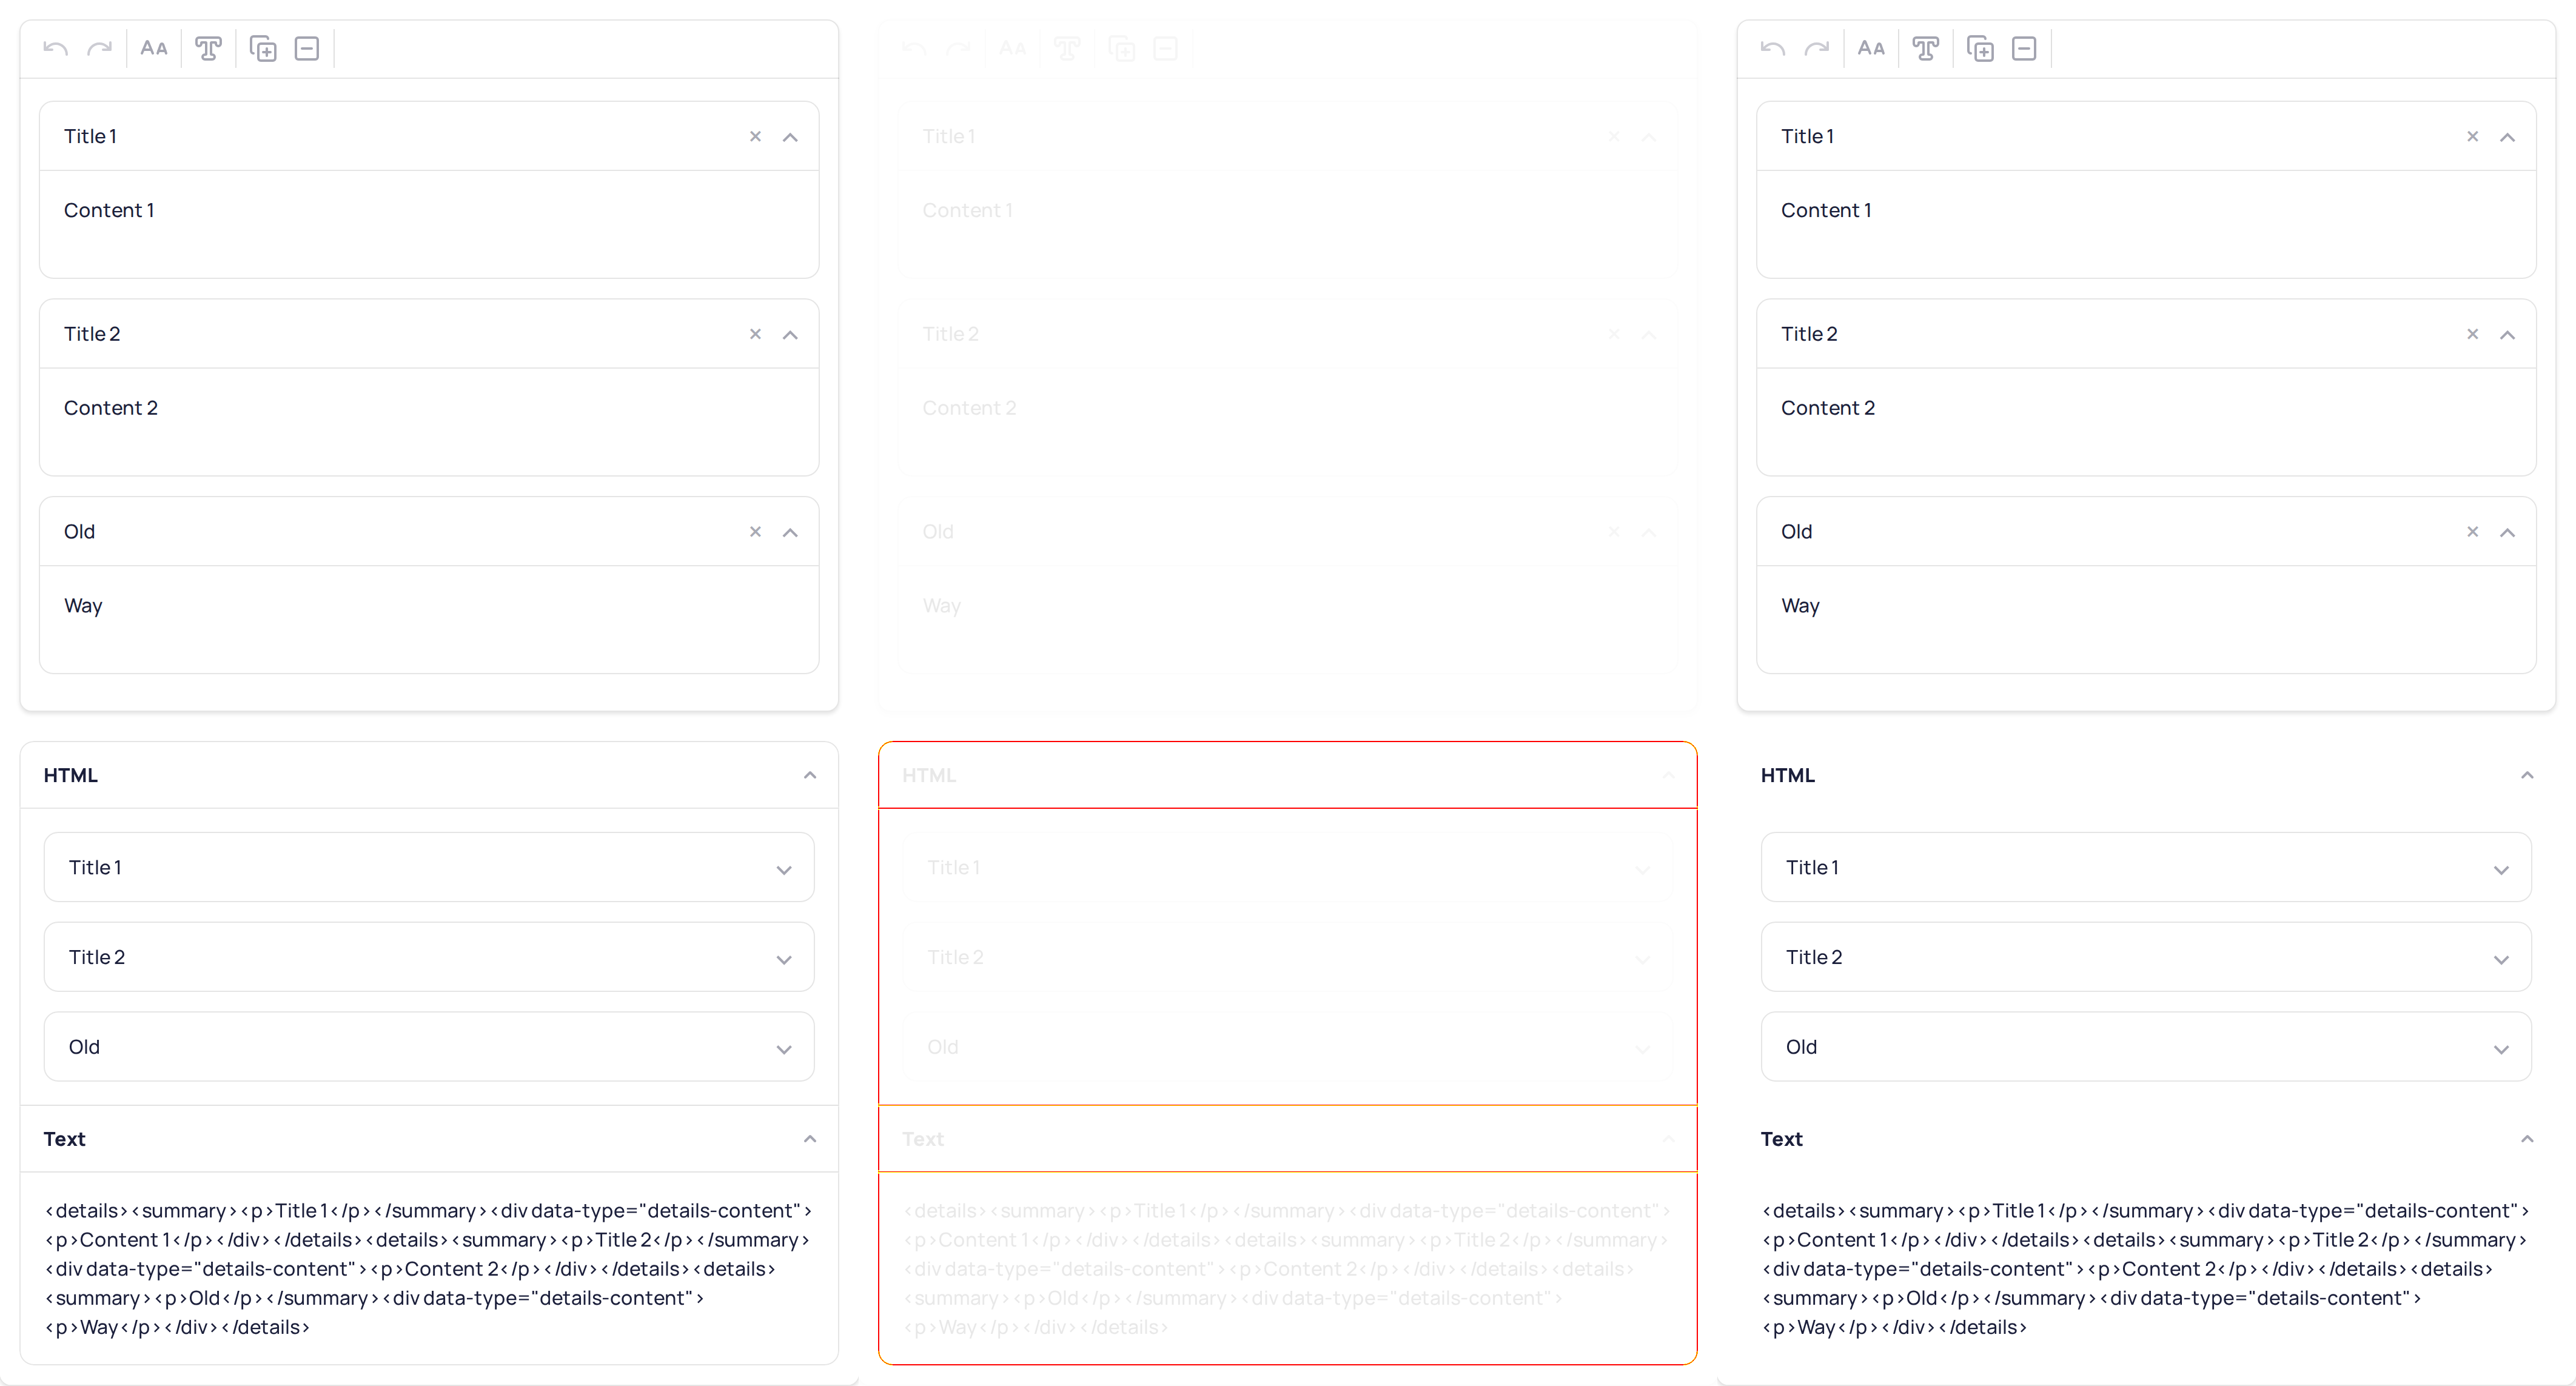 AA
Title 1
Content 1
Title 2
Content 2
Old
Way
HTML
Title 1
Title 2
Old
Text
<details><summary><p>Title 1</p></summary><div data-type="details-content">
<p>Content 1</p></div></details><details><summary><p>Title 2</p></summary>
<div data-type="details-content"><p>Content 2</p></div></details><details>
<summary><p>Old</p></summary><div data-type="details-content">
<p>Way</p></div></details>
AA
Title 1
Content 1
Title 2
Content 2
Old
Way
HTML
Title 1
Title 2
Old
Text
<details><summary><p>Title 1</p></summary><div data-type="details-content">
<p>Content 1</p></div></details><details><summary><p>Title 2</p></summary>
<div data-type="details-content"><p>Content 2</p></div></details><details>
<summary><p>Old</p></summary><div data-type="details-content">
<p>Way</p></div></details>
AA
Title 1
Content 1
Title 2
Content 2
Old
Way
HTML
Title 1
Title 2
Old
Text
<details><summary><p>Title 1</p></summary><div data-type="details-content">
<p>Content 1</p></div></details><details><summary><p>Title 2</p></summary>
<div data-type="details-content"><p>Content 2</p></div></details><details>
<summary><p>Old</p></summary><div data-type="details-content">
<p>Way</p></div></details>